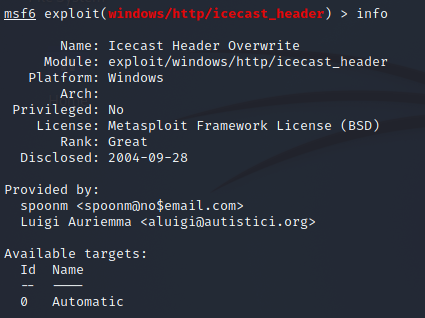 msf6 exploit(windows/http/icecast_header) > info
Name: Icecast Header Overwrite
Module: exploit/windows/http/icecast_header
Platform: Windows
Arch:
Privileged: No
License: Metasploit Framework License (BSD)
Rank: Great
Disclosed: 2004-09-28
Provided by:
spoonm <spoonm@no$email.com>
Luigi Auriemma <aluigi@autistici.org>
Available targets:
Id  Name
--  ----
0   Automatic